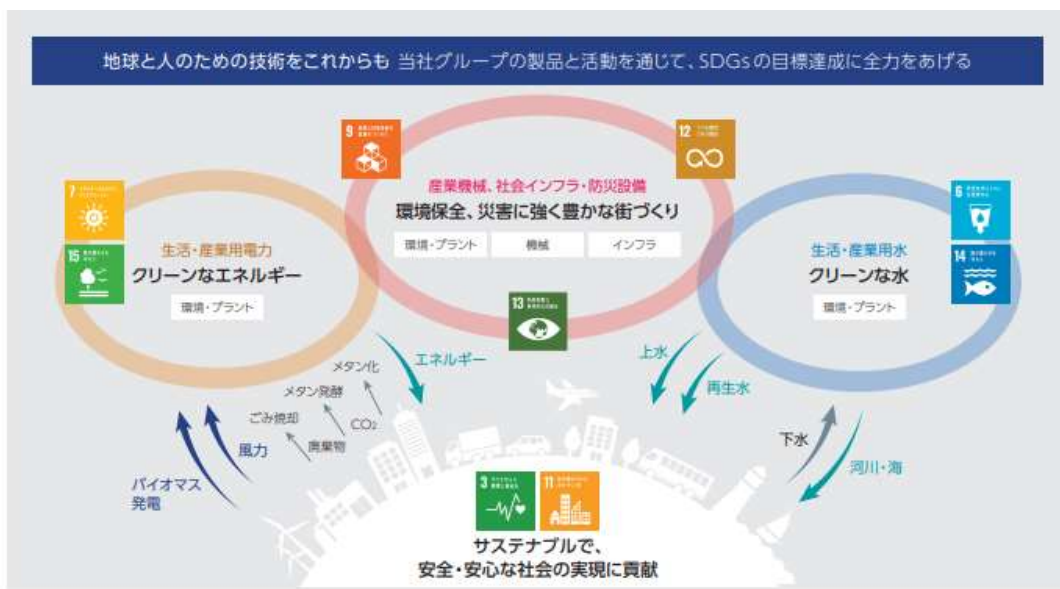 地球と人のための技術をこれからも 当社グループの製品と活動を通じて、SDGsの目標達成に全力をあげる
9
12
産業機械、社会インフラ・防災設備
環境保全、災害に強く豊かな街づくり
環境・プラント
機械
インフラ
13
7
15
生活・産業用電力
クリーンなエネルギー
環境・プラント
6
14
生活・産業用水
クリーンな水
環境・プラント
エネルギー
メタン化
メタン発酵
ごみ焼却
CO₂
廃棄物
風力
バイオマス
発電
上水
再生水
下水
河川・海
3
11
サステナブルで、
安全・安心な社会の実現に貢献